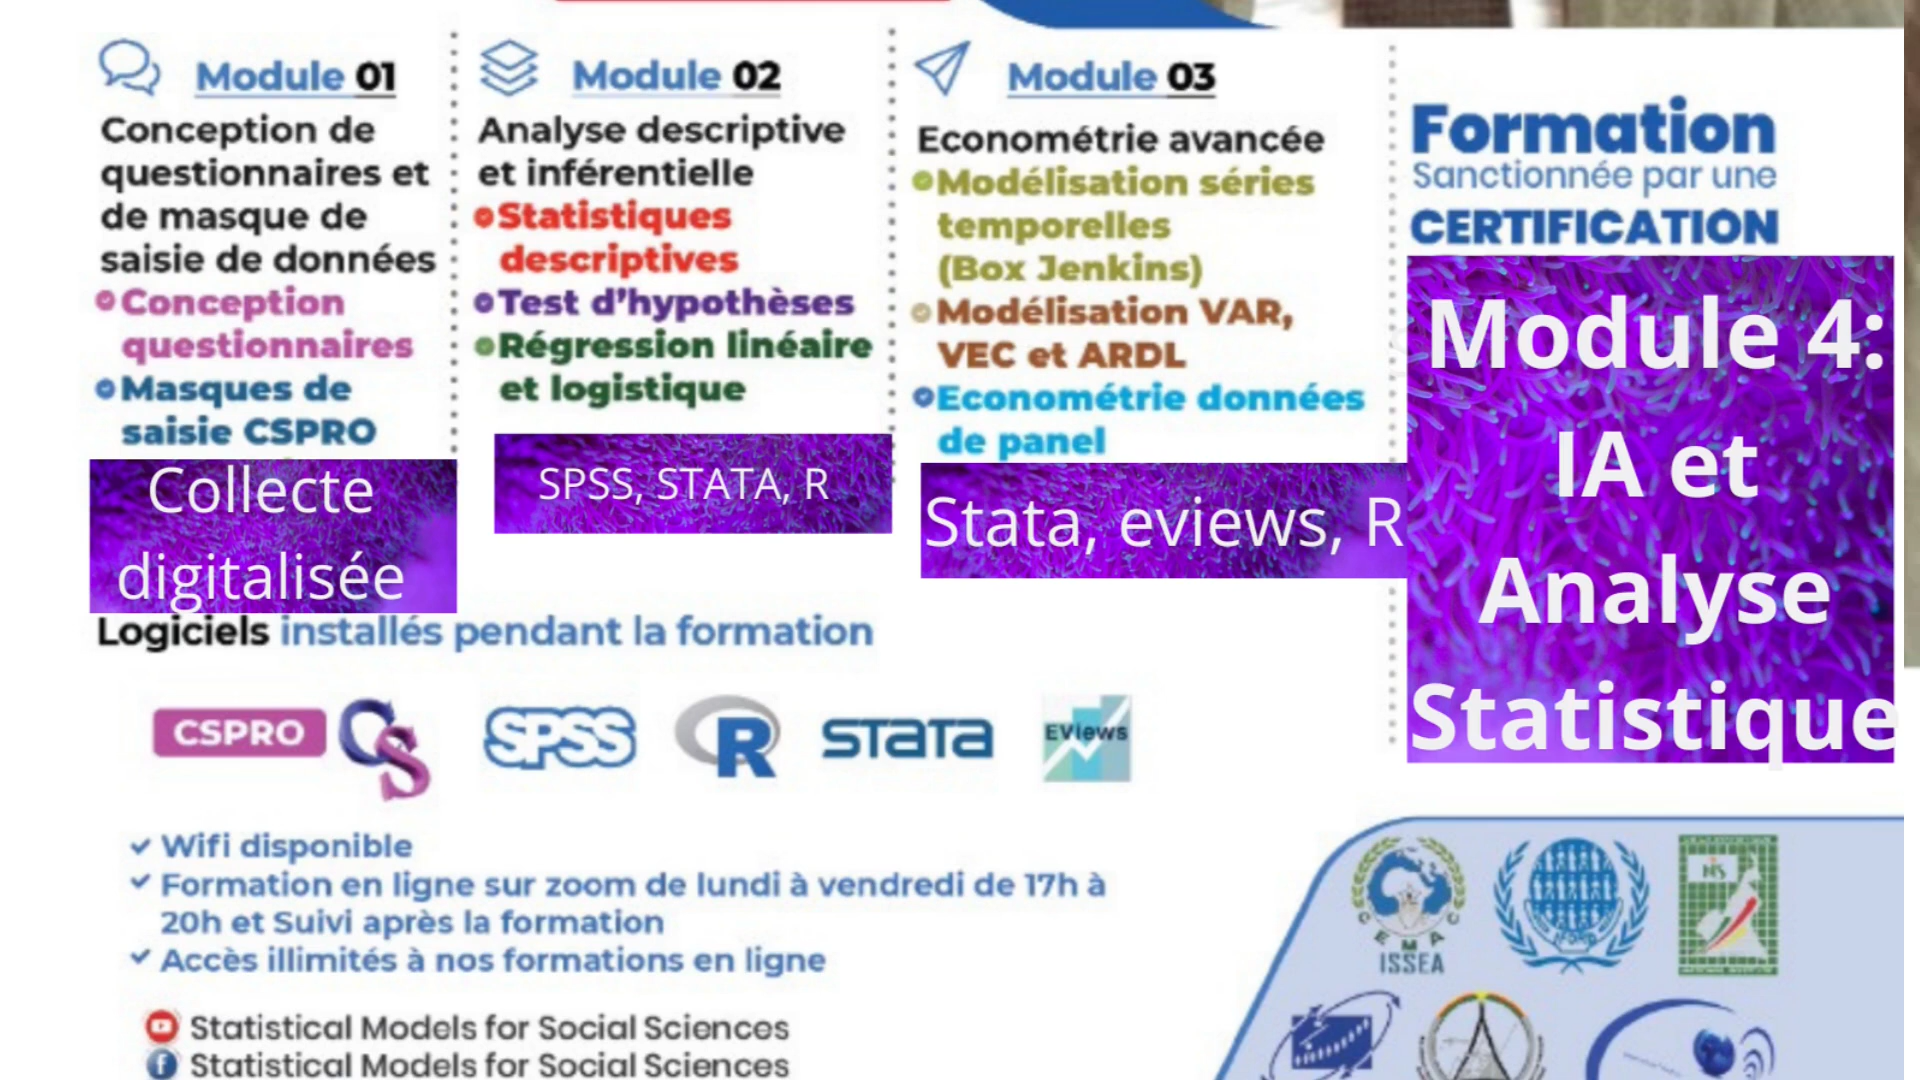 Module 01
Conception de
questionnaires et
de masque de
saisie de données
Conception
questionnaires
Masques de
saisie CSPRO
Collecte
digitalisée
Module 02
Analyse descriptive
et inférentielle
Statistiques
descriptives
Test d'hypothèses
Régression linéaire
et logistique
SPSS, STATA, R
Module 03
Econométrie avancée
Modélisation séries
temporelles
(Box Jenkins)
Modélisation VAR,
VEC et ARDL
Econométrie données
de panel
Stata, eviews, R
Formation
Sanctionnée par une
CERTIFICATION
Module 4:
IA et
Analyse
Statistique
Logiciels installés pendant la formation
CSPRO CS
SPSS
R
STATA
EViews
Wifi disponible
Formation en ligne sur zoom de lundi à vendredi de 17h à
20h et Suivi après la formation
Accès illimités à nos formations en ligne
Statistical Models for Social Sciences
Statistical Models for Social Sciences
CEMAC
ISSEA
IFORD
INS